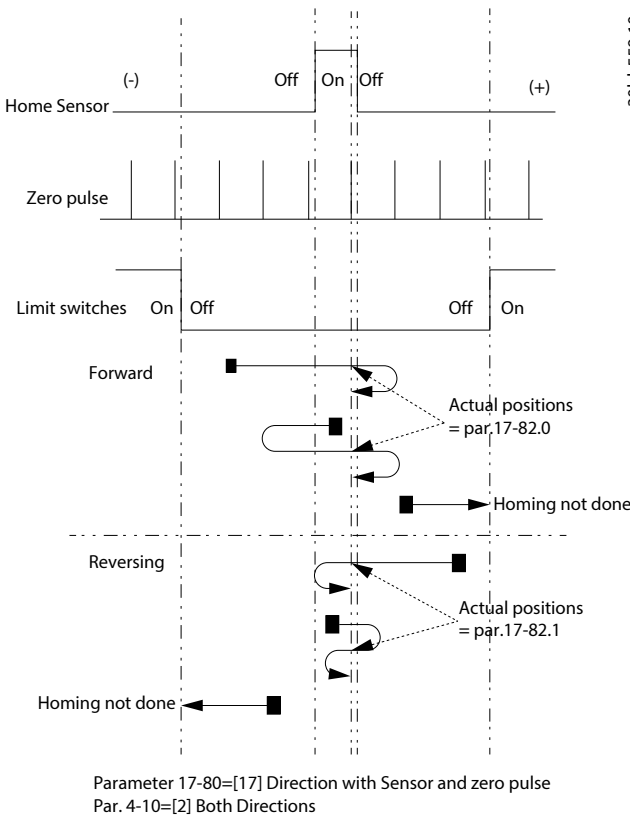 (-)
Off
On
Off
(+)
Home Sensor
Zero pulse
Limit switches
On
Off
Off
On
Forward
Actual positions
= par.17-82.0
Homing not done
Reversing
Actual positions
= par.17-82.1
Homing not done
Parameter 17-80=[17] Direction with Sensor and zero pulse
Par. 4-10=[2] Both Directions